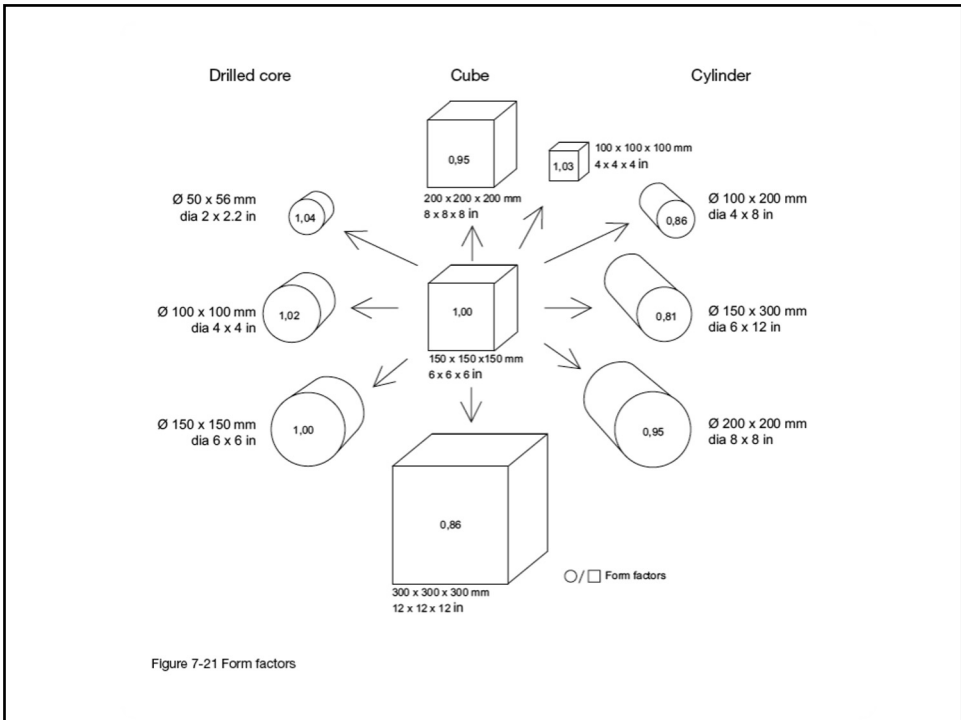 Drilled core
Cube
Cylinder
0,95
200 x 200 x 200 mm
8 x 8 x 8 in
1,03
100 x 100 x 100 mm
4 x 4 x 4 in
Ø 50 x 56 mm
dia 2 x 2.2 in
1,04
0,86
Ø 100 x 200 mm
dia 4 x 8 in
Ø 100 x 100 mm
dia 4 x 4 in
1,02
1,00
150 x 150 x150 mm
6 x 6 x 6 in
0,81
Ø 150 x 300 mm
dia 6 x 12 in
Ø 150 x 150 mm
dia 6 x 6 in
1,00
0,95
Ø 200 x 200 mm
dia 8 x 8 in
0,86
300 x 300 x 300 mm
12 x 12 x 12 in
Form factors
Figure 7-21 Form factors